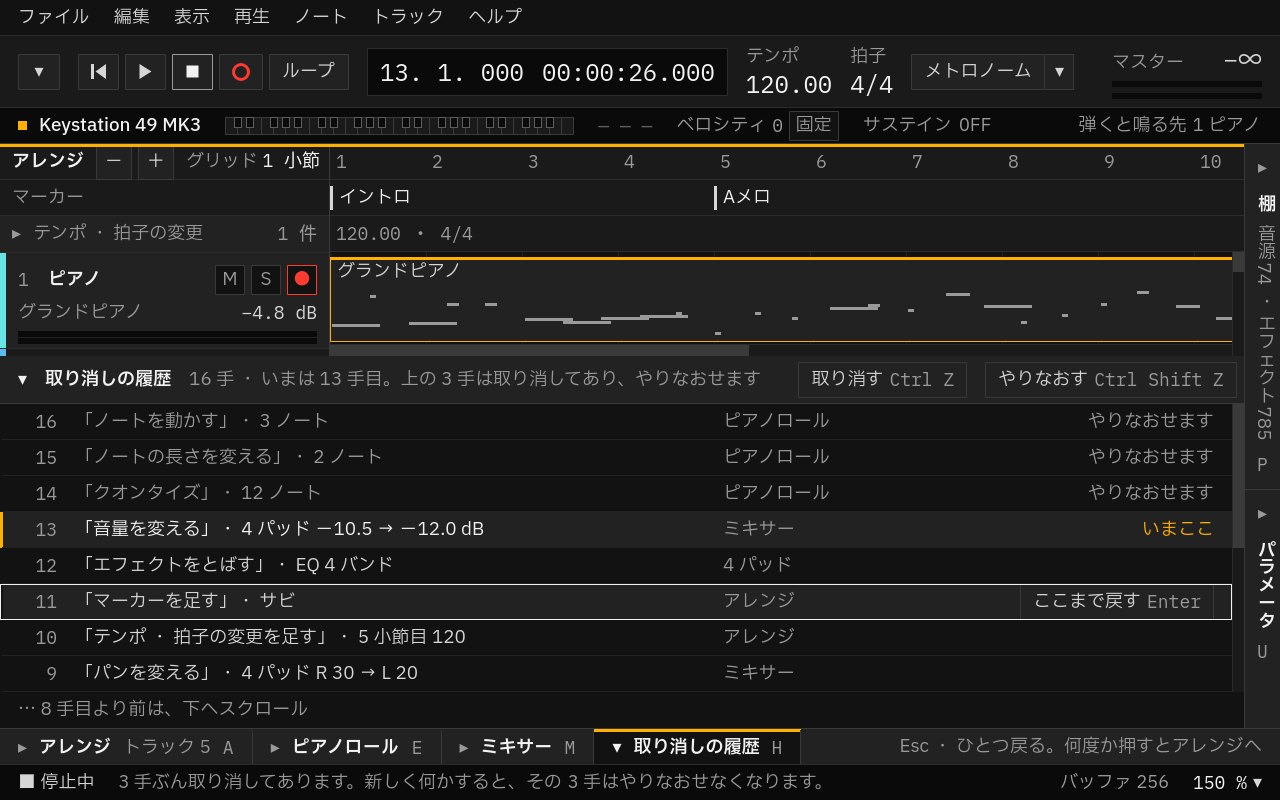 ファイル 編集 表示 再生 ノート トラック ヘルプ
▼ ループ 13. 1. 000 00:00:26.000 テンポ 120.00 拍子 4/4 メトロノーム ▼ マスター −∞
Keystation 49 MK3 – – – ベロシティ 0 固定 サステイン OFF 弾くと鳴る先 1 ピアノ
アレンジ − + グリッド 1 小節 1 2 3 4 5 6 7 8 9 10
マーカー イントロ Aメロ
▶ テンポ ・ 拍子の変更 1 件 120.00 ・ 4/4
1 ピアノ M S グランドピアノ
グランドピアノ −4.8 dB
▼ 取り消しの履歴 16 手 ・ いまは 13 手目。上の 3 手は取り消してあり、やりなおせます 取り消す Ctrl Z やりなおす Ctrl Shift Z
16 「ノートを動かす」 ・ 3 ノート ピアノロール やりなおせます
15 「ノートの長さを変える」 ・ 2 ノート ピアノロール やりなおせます
14 「クオンタイズ」 ・ 12 ノート ピアノロール やりなおせます
13 「音量を変える」 ・ 4 パッド −10.5 → −12.0 dB ミキサー いまここ
12 「エフェクトをとばす」 ・ EQ 4 バンド 4 パッド
11 「マーカーを足す」 ・ サビ アレンジ ここまで戻す Enter
10 「テンポ ・ 拍子の変更を足す」 ・ 5 小節目 120 アレンジ
9 「パンを変える」 ・ 4 パッド R 30 → L 20 ミキサー
… 8 手目より前は、下へスクロール
▶ 棚 音源 74 ・ エフェクト 785 P
▶ パラメータ U
▶ アレンジ トラック 5 A ▶ ピアノロール E ▶ ミキサー M ▼ 取り消しの履歴 H Esc ・ ひとつ戻る。何度か押すとアレンジへ
■ 停止中 3 手ぶん取り消してあります。新しく何かすると、その 3 手はやりなおせなくなります。 バッファ 256 150 % ▼